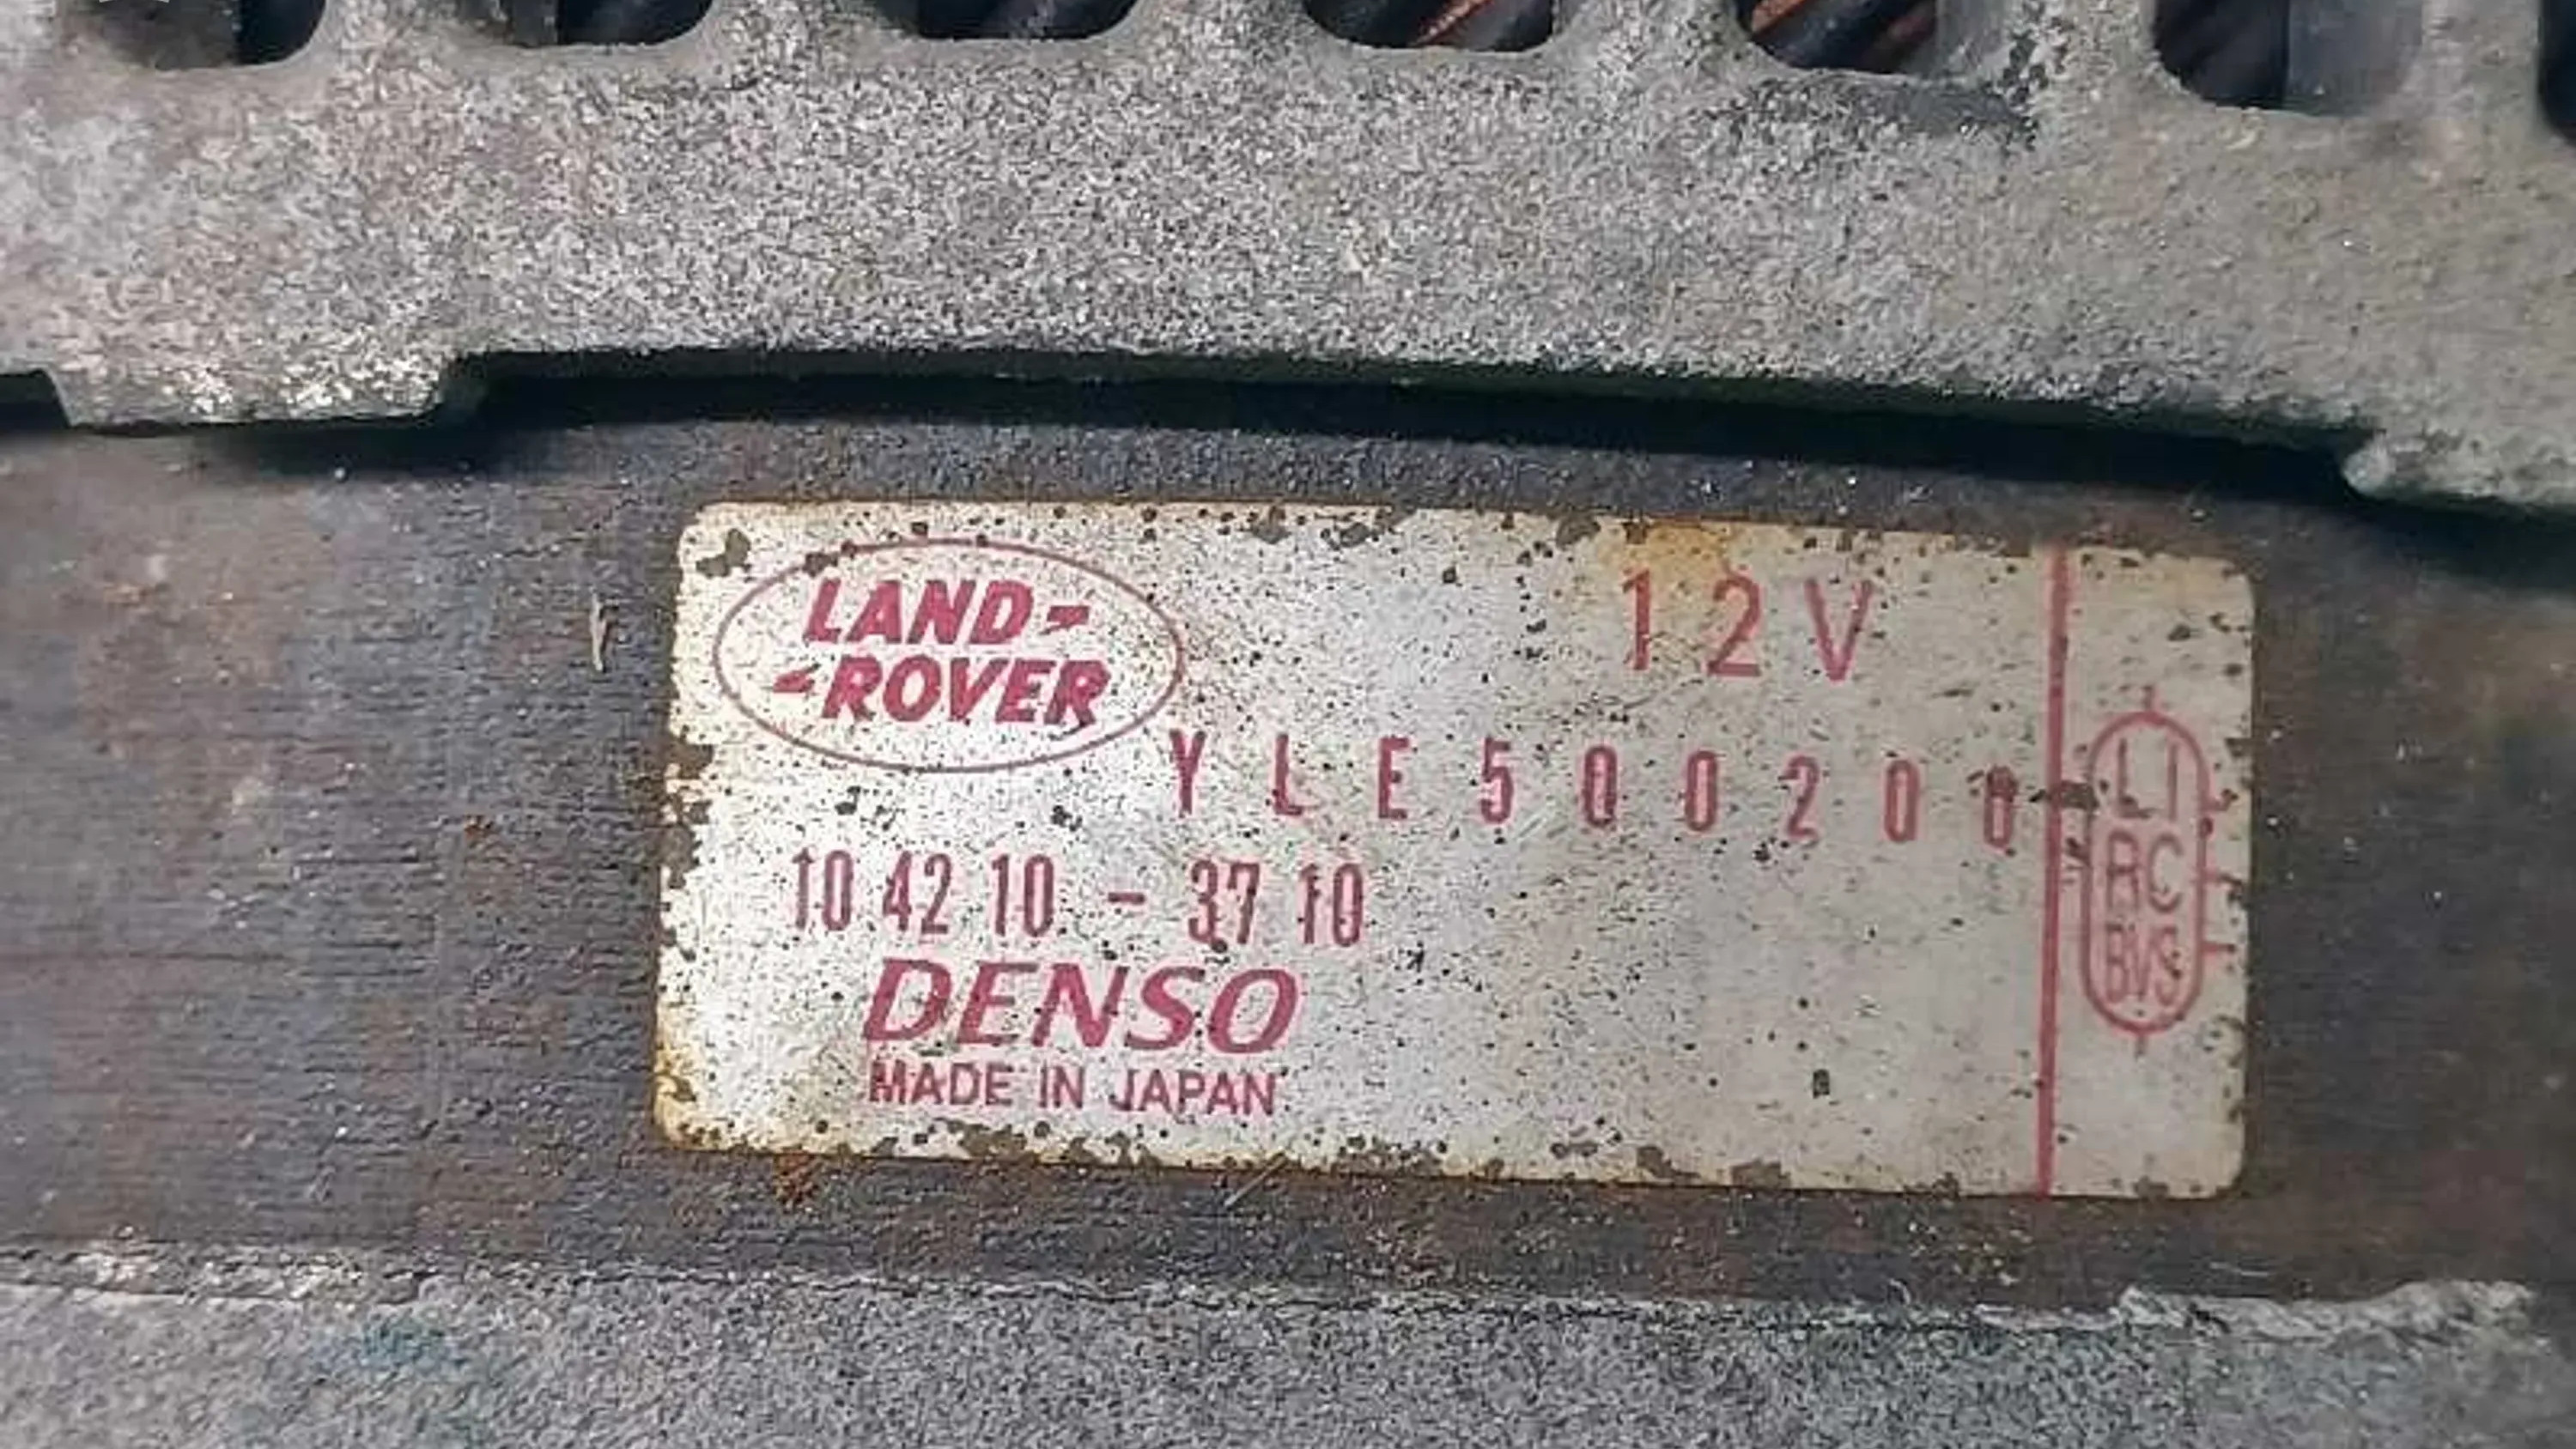 LAND-
-ROVER
12V
YLE500200
104210-3710
DENSO
MADE IN JAPAN
LI
RC
BVS